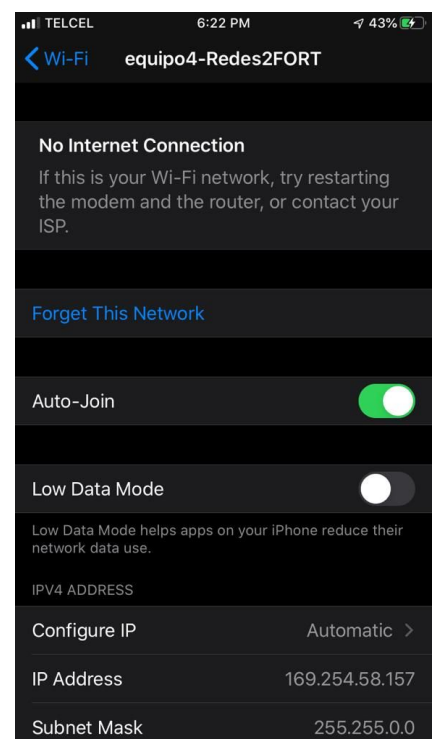 TELCEL 6:22 PM 43%
Wi-Fi equipo4-Redes2FORT
No Internet Connection
If this is your Wi-Fi network, try restarting
the modem and the router, or contact your
ISP.
Forget This Network
Auto-Join
Low Data Mode
Low Data Mode helps apps on your iPhone reduce their
network data use.
IPV4 ADDRESS
Configure IP Automatic
IP Address 169.254.58.157
Subnet Mask 255.255.0.0